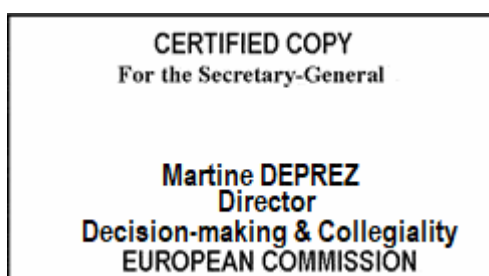 CERTIFIED COPY
For the Secretary-General
Martine DEPREZ
Director
Decision-making & Collegiality
EUROPEAN COMMISSION